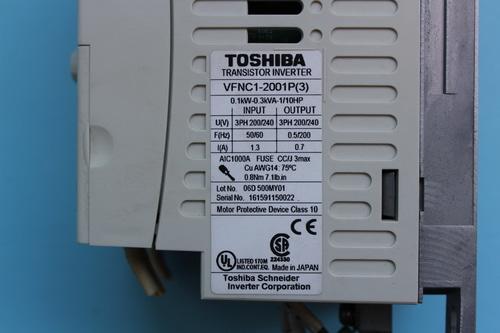 TOSHIBA
TRANSISTOR INVERTER
VFNC1-2001P(3)
0.1kW-0.3kVA-1/10HP
INPUT OUTPUT
U(V) 3PH 200/240 3PH 200/240
F(Hz) 50/60 0.5/200
I(A) 1.3 0.7
AIC1000A FUSE CC/J 3max
Cu AWG14 : 75°C
0.8Nm 7.1lb.in
Lot No. 06D 500MY01
Serial No. 161591150022
Motor Protective Device Class 10
UL LISTED 170M
IND.CONT.EQ.
SA
224330
CE
Made in JAPAN
Toshiba Schneider
Inverter Corporation